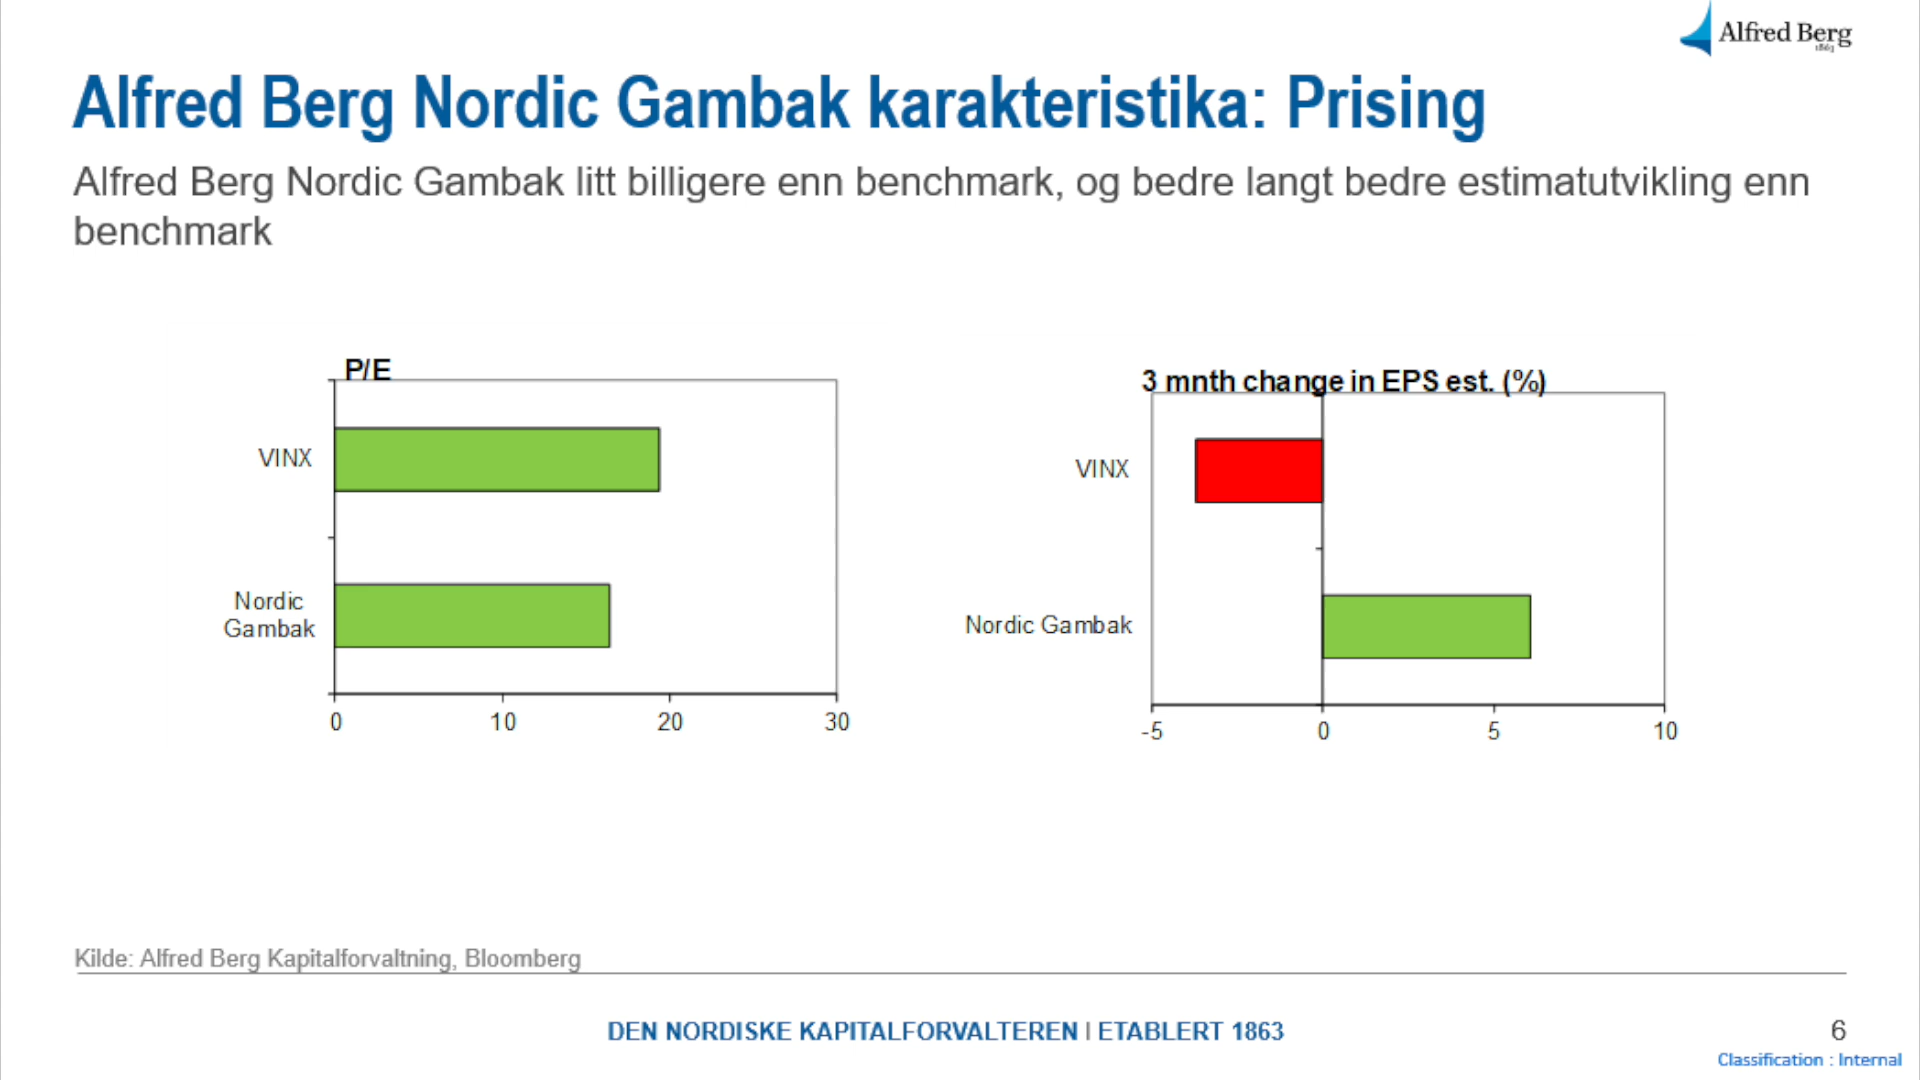 Alfred Berg
1863
Alfred Berg Nordic Gambak karakteristika: Prising
Alfred Berg Nordic Gambak litt billigere enn benchmark, og bedre langt bedre estimatutvikling enn
benchmark
P/E
VINX
Nordic
Gambak
0 10 20 30
3 mnth change in EPS est. (%)
VINX
Nordic Gambak
-5 0 5 10
Kilde: Alfred Berg Kapitalforvaltning, Bloomberg
DEN NORDISKE KAPITALFORVALTEREN | ETABLERT 1863
6
Classification : Internal